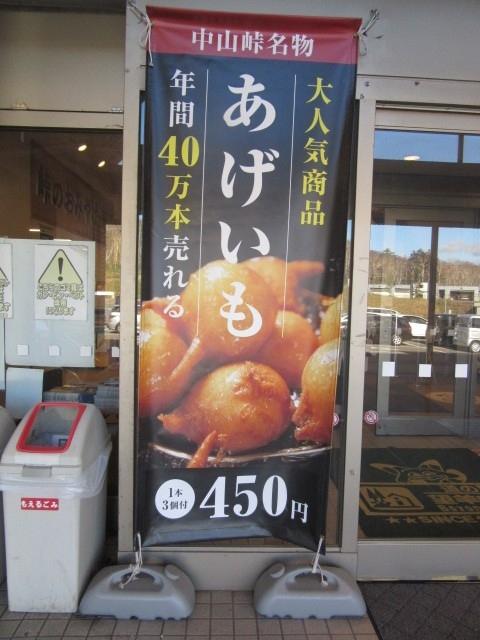 中山峠名物
大人気商品
あげいも
年間40万本売れる
1本
3個付
450円
もえるごみ